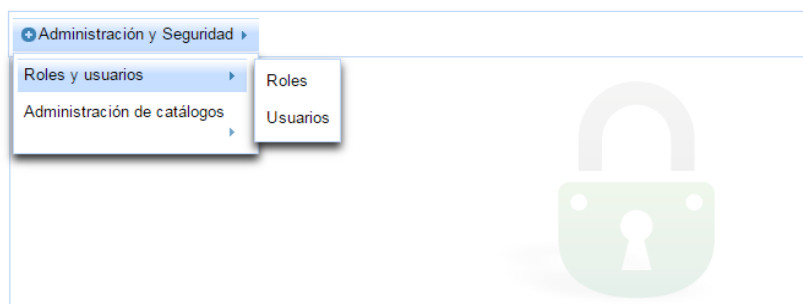 Administración y Seguridad
Roles y usuarios
Administración de catálogos
Roles
Usuarios